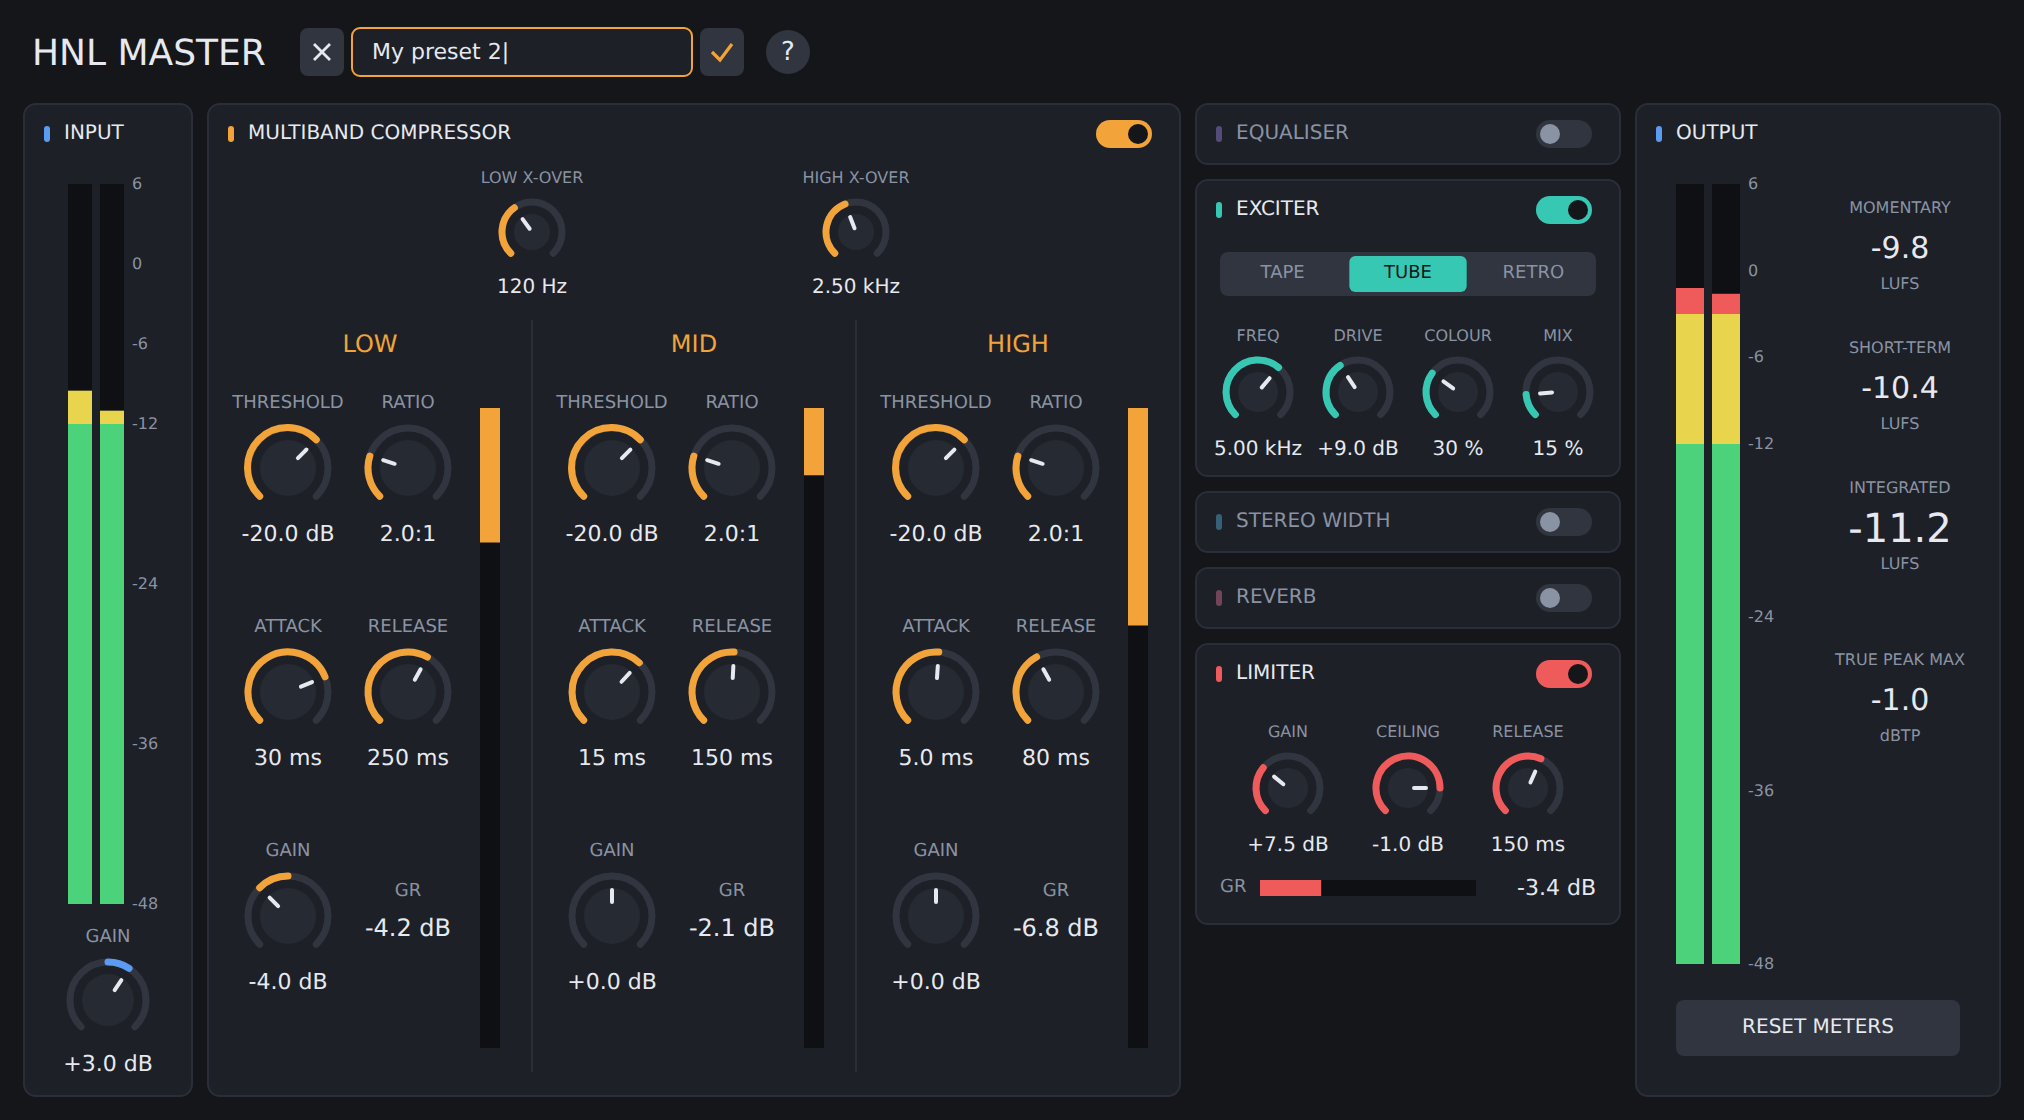 HNL MASTER
My preset 2
?
INPUT
6
0
-6
-12
-24
-36
-48
GAIN
+3.0 dB
MULTIBAND COMPRESSOR
LOW X-OVER
120 Hz
HIGH X-OVER
2.50 kHz
LOW
THRESHOLD RATIO
-20.0 dB 2.0:1
ATTACK RELEASE
30 ms 250 ms
GAIN
GR
-4.2 dB
-4.0 dB
MID
THRESHOLD RATIO
-20.0 dB 2.0:1
ATTACK RELEASE
15 ms 150 ms
GAIN
GR
-2.1 dB
+0.0 dB
HIGH
THRESHOLD RATIO
-20.0 dB 2.0:1
ATTACK RELEASE
5.0 ms 80 ms
GAIN
GR
-6.8 dB
+0.0 dB
EQUALISER
EXCITER
TAPE TUBE RETRO
FREQ DRIVE COLOUR MIX
5.00 kHz +9.0 dB 30 % 15 %
STEREO WIDTH
REVERB
LIMITER
GAIN CEILING RELEASE
+7.5 dB -1.0 dB 150 ms
GR -3.4 dB
OUTPUT
6
0
-6
-12
-24
-36
-48
MOMENTARY
-9.8
LUFS
SHORT-TERM
-10.4
LUFS
INTEGRATED
-11.2
LUFS
TRUE PEAK MAX
-1.0
dBTP
RESET METERS